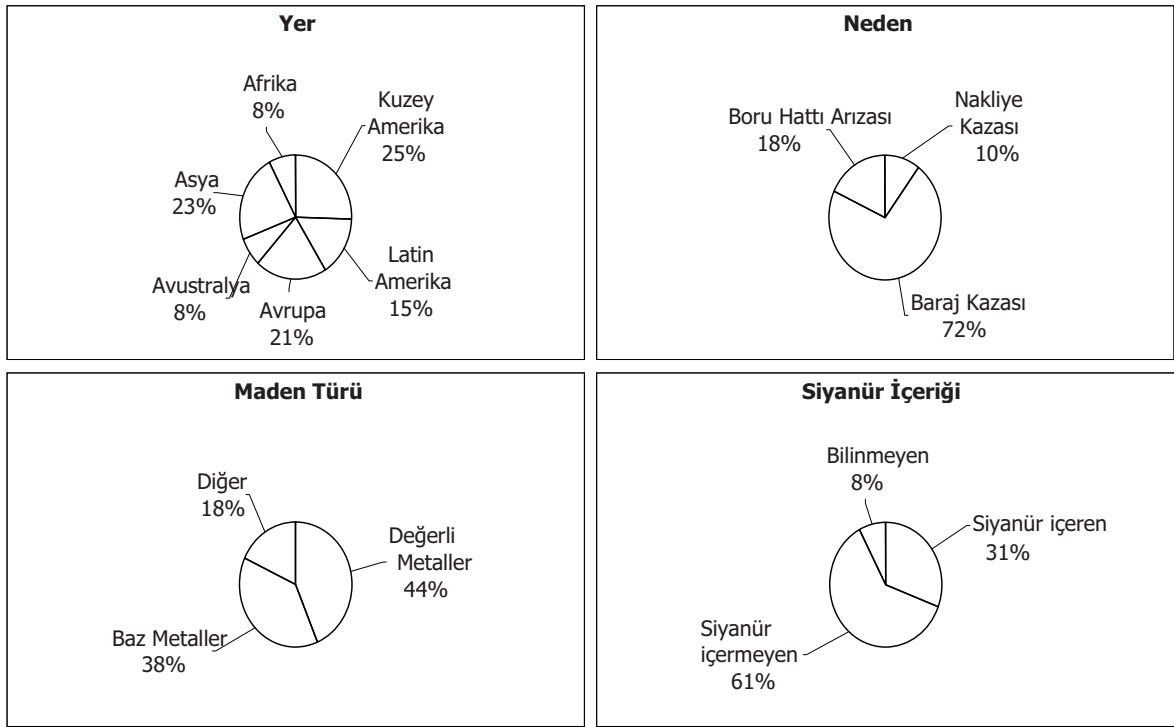 Yer
Afrika
8%
Kuzey
Amerika
25%
Asya
23%
Latin
Amerika
15%
Avustralya
8%
Avrupa
21%
Neden
Boru Hattı Arızası
18%
Nakliye
Kazası
10%
Baraj Kazası
72%
Maden Türü
Diğer
18%
Değerli
Metaller
44%
Baz Metaller
38%
Siyanür İçeriği
Bilinmeyen
8%
Siyanür içeren
31%
Siyanür
içermeyen
61%